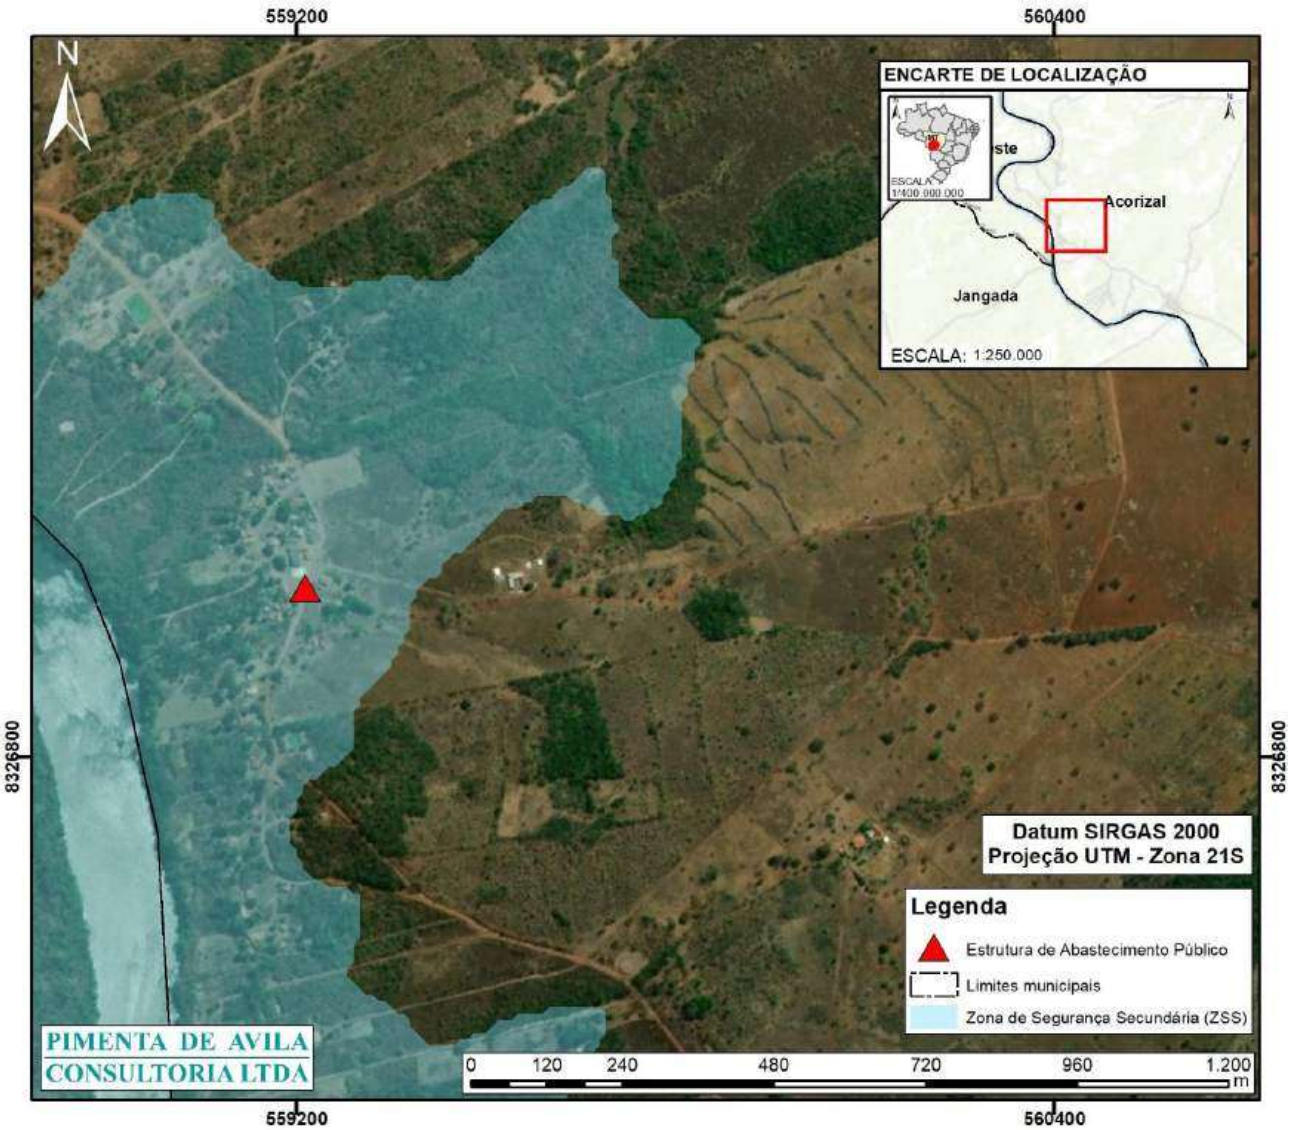 559200
560400
N
ENCARTE DE LOCALIZAÇÃO
N
N
MT
este
ESCALA
1/400.000.000
Acorizal
Jangada
ESCALA: 1:250.000
8326800
8326800
Datum SIRGAS 2000
Projeção UTM - Zona 21S
Legenda
Estrutura de Abastecimento Público
Limites municipais
Zona de Segurança Secundária (ZSS)
PIMENTA DE AVILA
CONSULTORIA LTDA
0 120 240 480 720 960 1.200
m
559200
560400